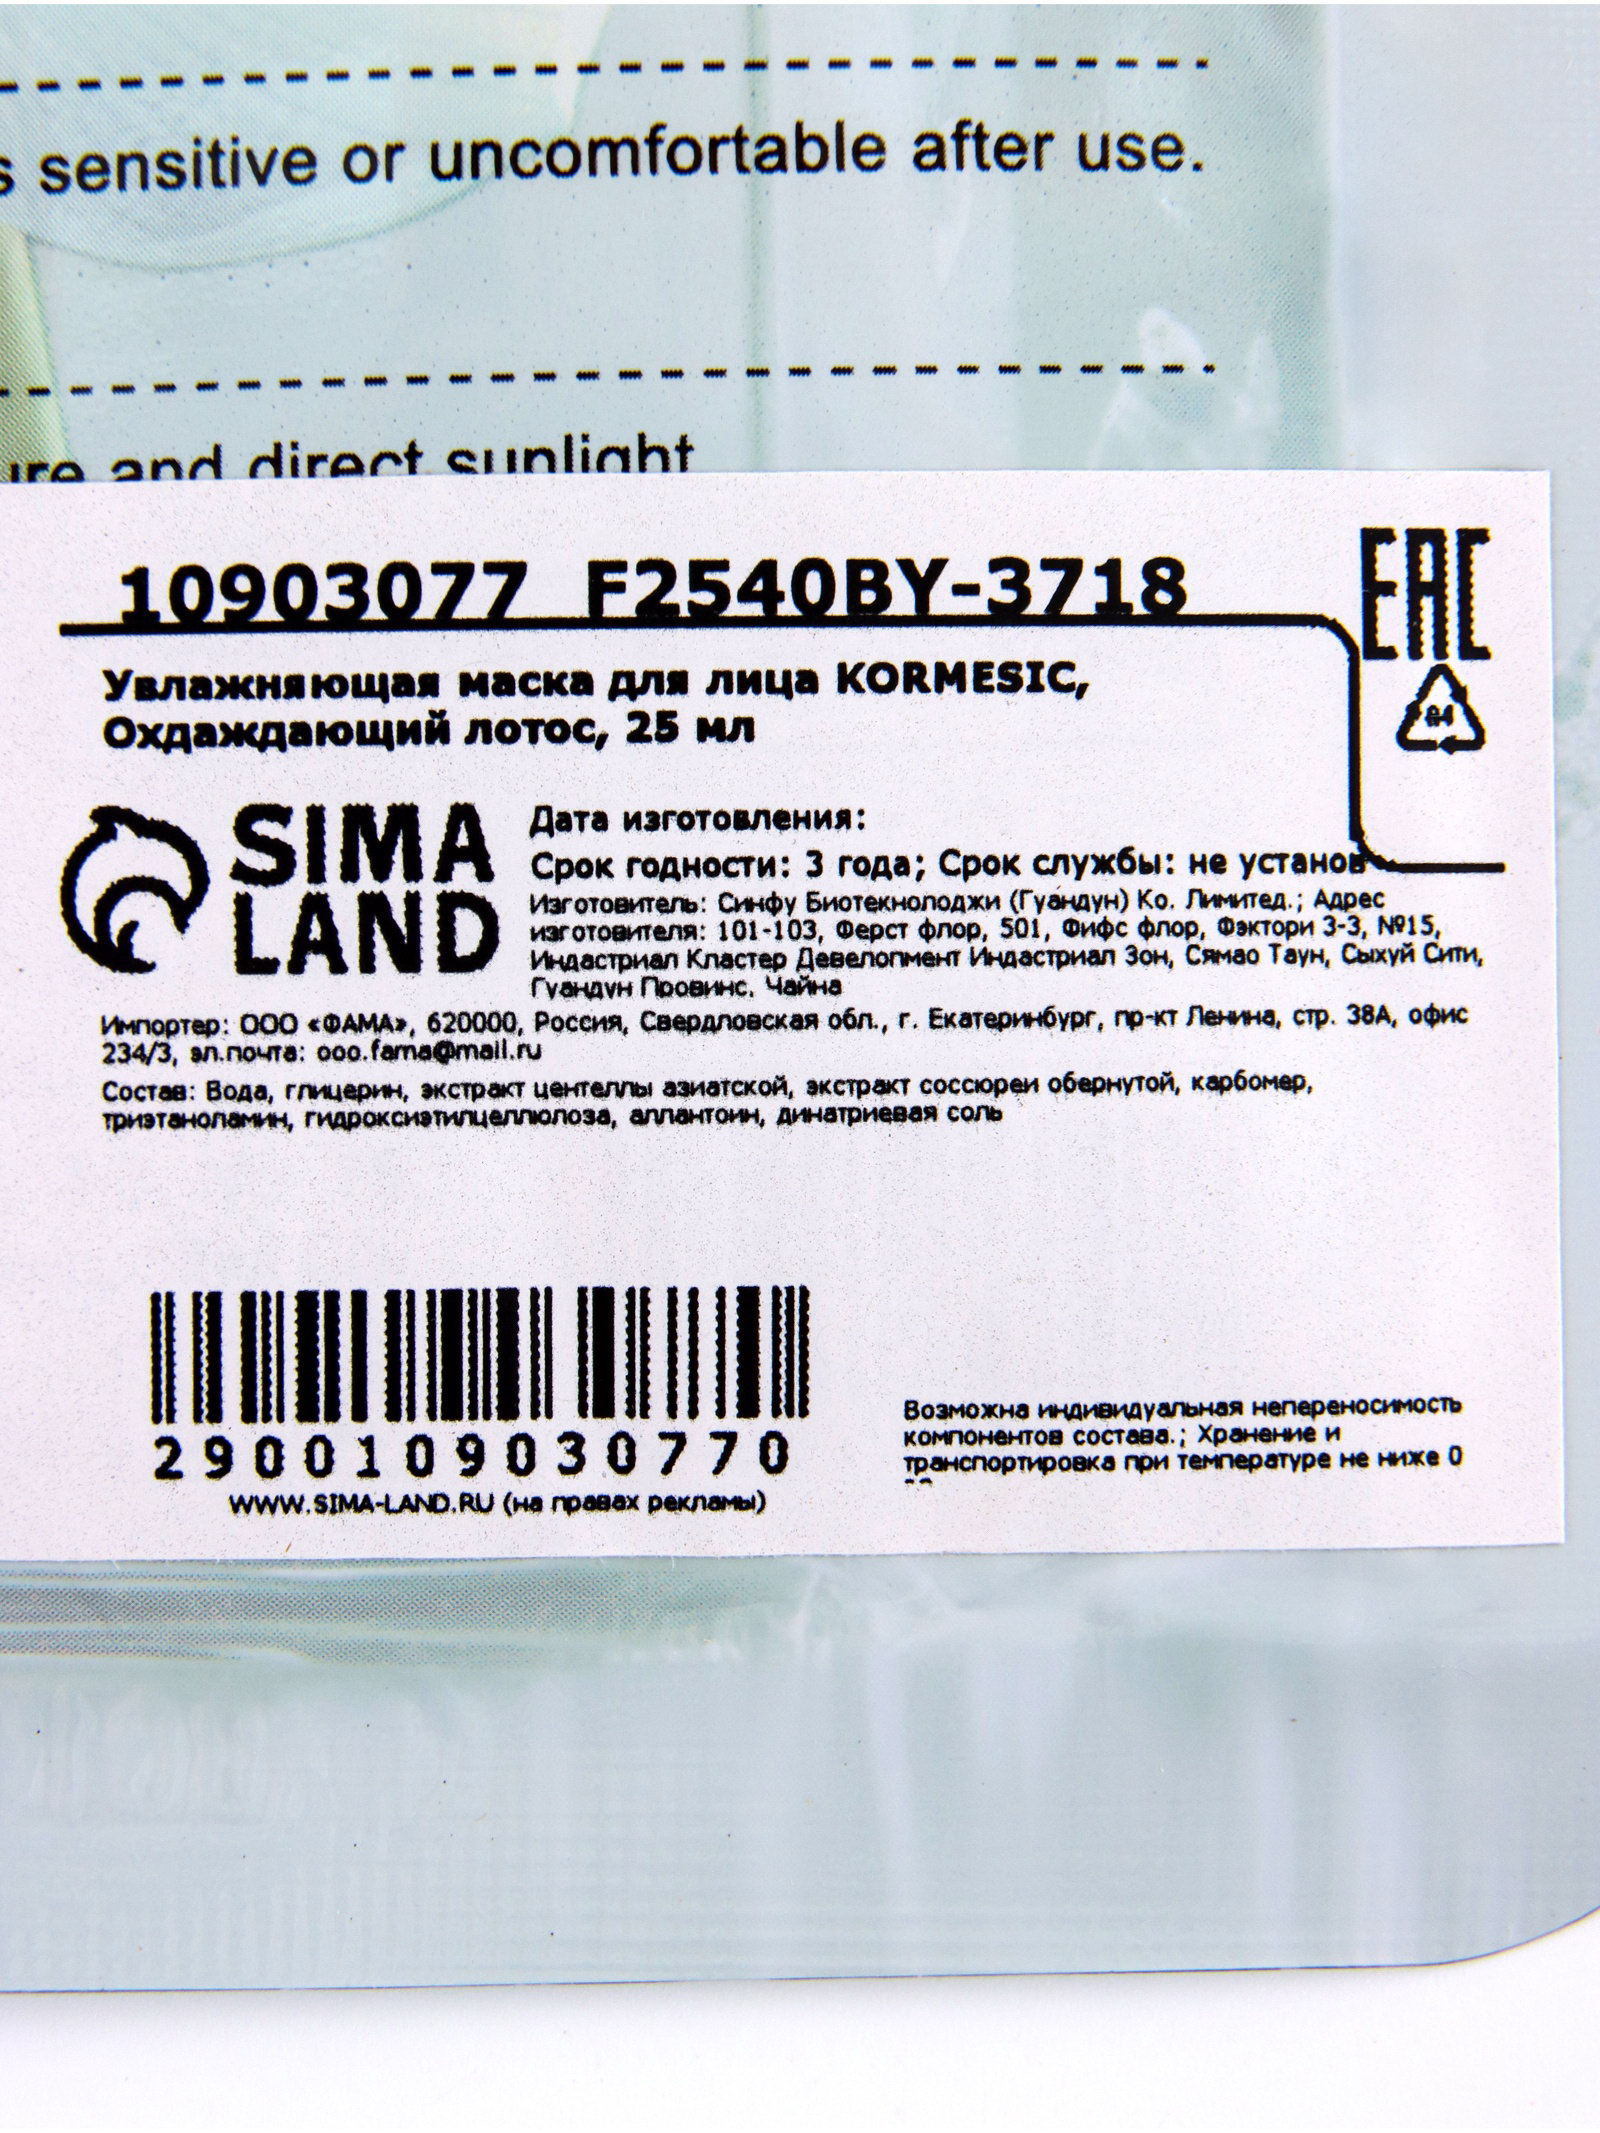 s sensitive or uncomfortable after use.
and direct sunlight
10903077 F2540BY-3718
EAC
Увлажняющая маска для лица KORMESIC,
Охдаждающий лотос, 25 мл
SIMA
LAND
Дата изготовления:
Срок годности: 3 года; Срок службы: не установ
Изготовитель: Синфу Биотекнолоджи (Гуандун) Ко. Лимитед.; Адрес
изготовителя: 101-103, Ферст флор, 501, Фифс флор, Фэктори 3-3, №15,
Индастриал Кластер Девелопмент Индастриал Зон, Сямао Таун, Сыхуй Сити,
Гуандун Провинс, Чайна
Импортер: ООО «ФАМА», 620000, Россия, Свердловская обл., г. Екатеринбург, пр-кт Ленина, стр. 38А, офис
234/3, эл.почта: ooo.fama@mail.ru
Состав: Вода, глицерин, экстракт центеллы азиатской, экстракт соссюреи обернутой, карбомер,
триэтаноламин, гидроксиэтилцеллюлоза, аллантоин, динатриевая соль
2900109030770
WWW.SIMA-LAND.RU (на правах рекламы)
Возможна индивидуальная непереносимость
компонентов состава.; Хранение и
транспортировка при температуре не ниже 0